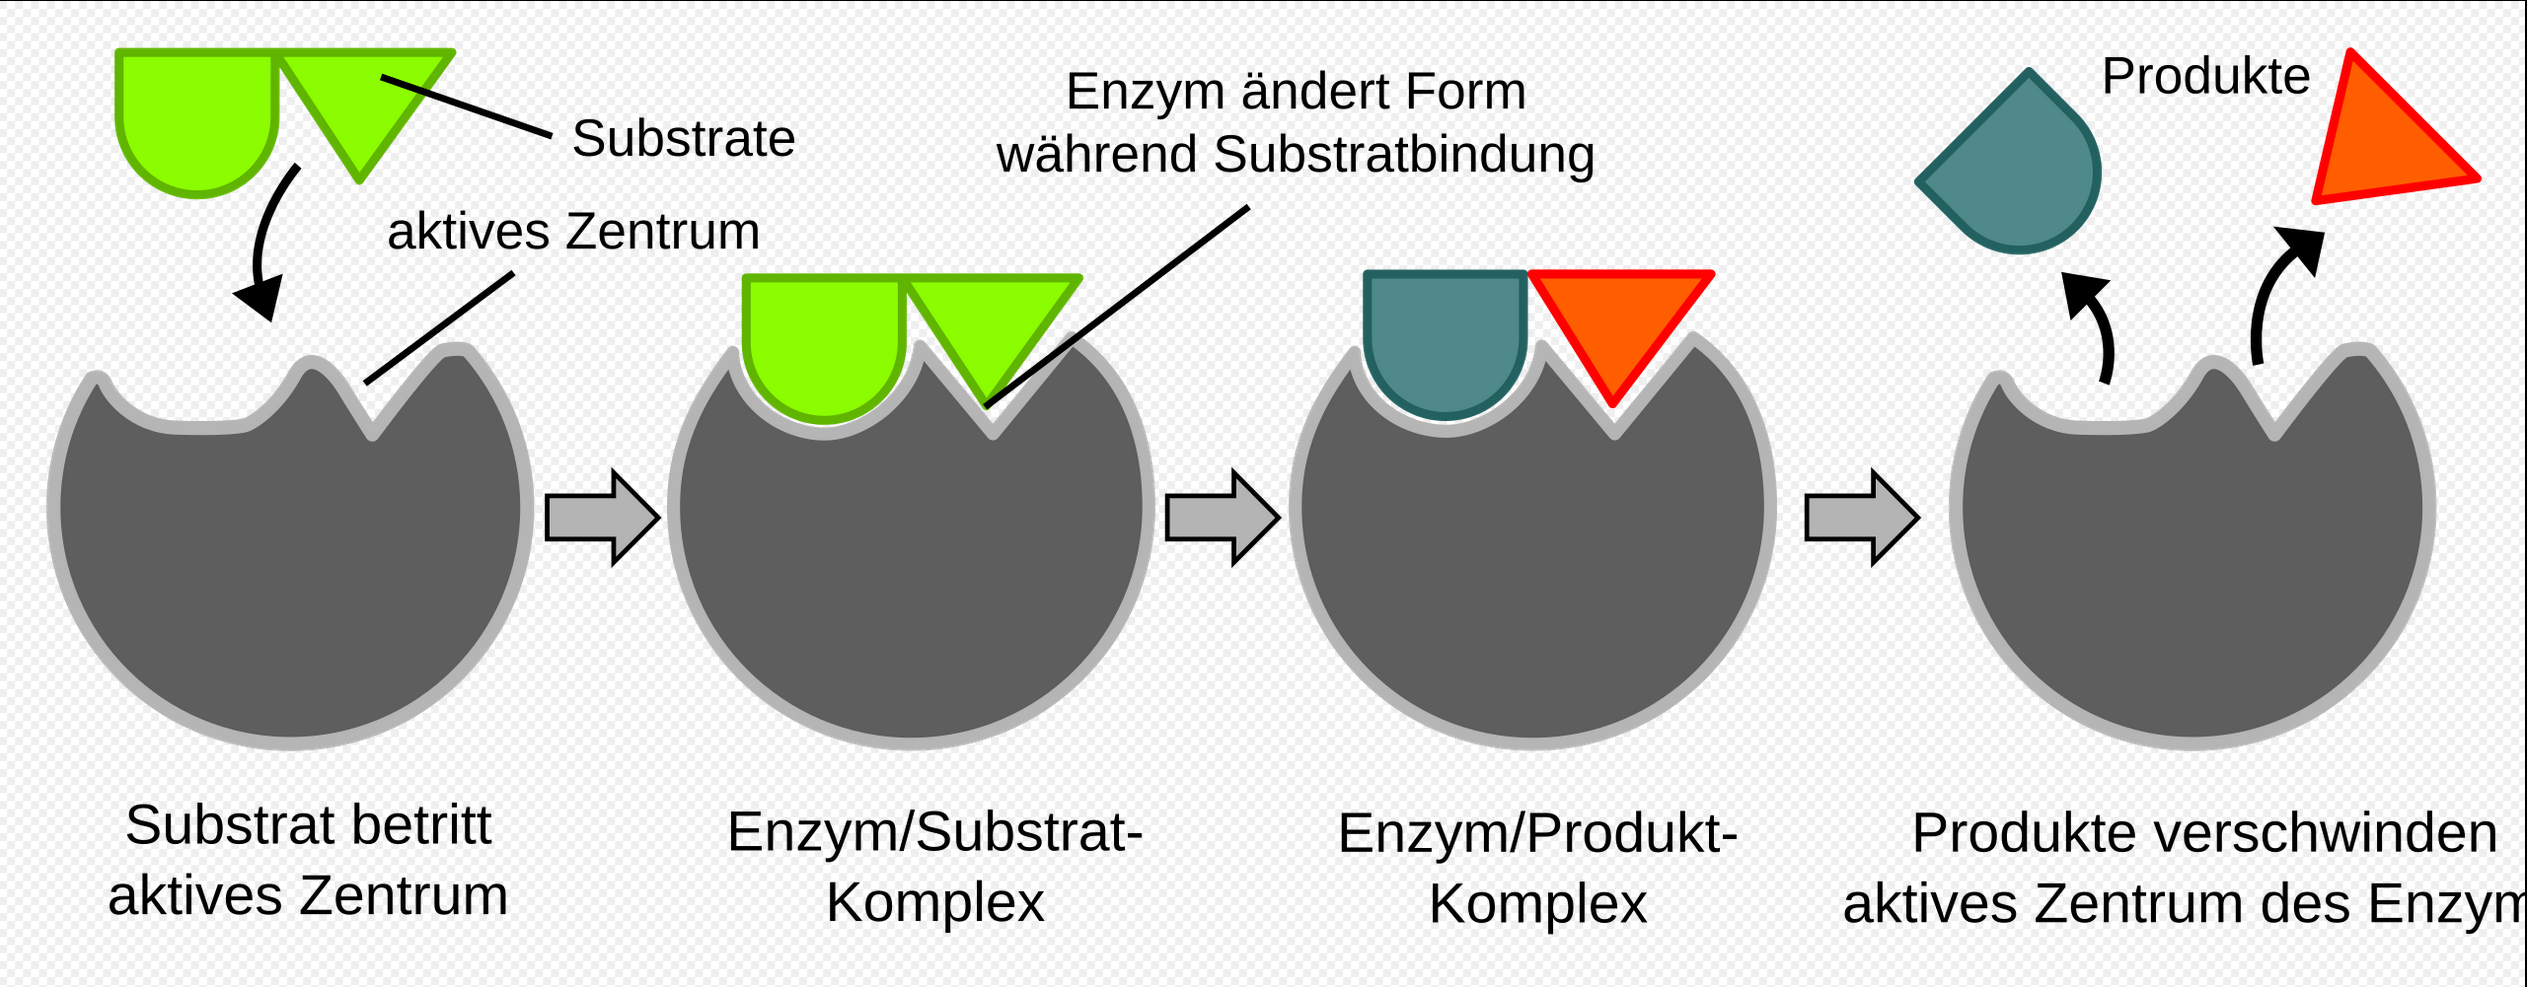 Substrate
aktives Zentrum
Enzym ändert Form
während Substratbindung
Produkte
Substrat betritt
aktives Zentrum
Enzym/Substrat-
Komplex
Enzym/Produkt-
Komplex
Produkte verschwinden
aktives Zentrum des Enzym